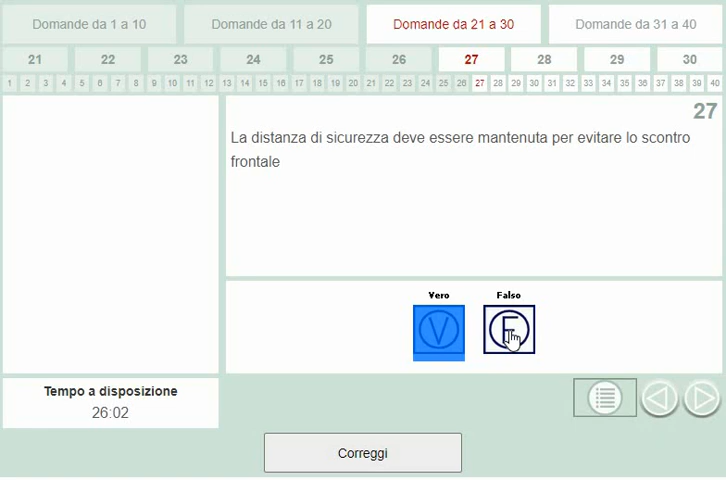 Domande da 1 a 10 Domande da 11 a 20 Domande da 21 a 30 Domande da 31 a 40
21 22 23 24 25 26 27 28 29 30
1 2 3 4 5 6 7 8 9 10 11 12 13 14 15 16 17 18 19 20 21 22 23 24 25 26 27 28 29 30 31 32 33 34 35 36 37 38 39 40
27
La distanza di sicurezza deve essere mantenuta per evitare lo scontro
frontale
Vero Falso
V F
Tempo a disposizione
26:02
Correggi